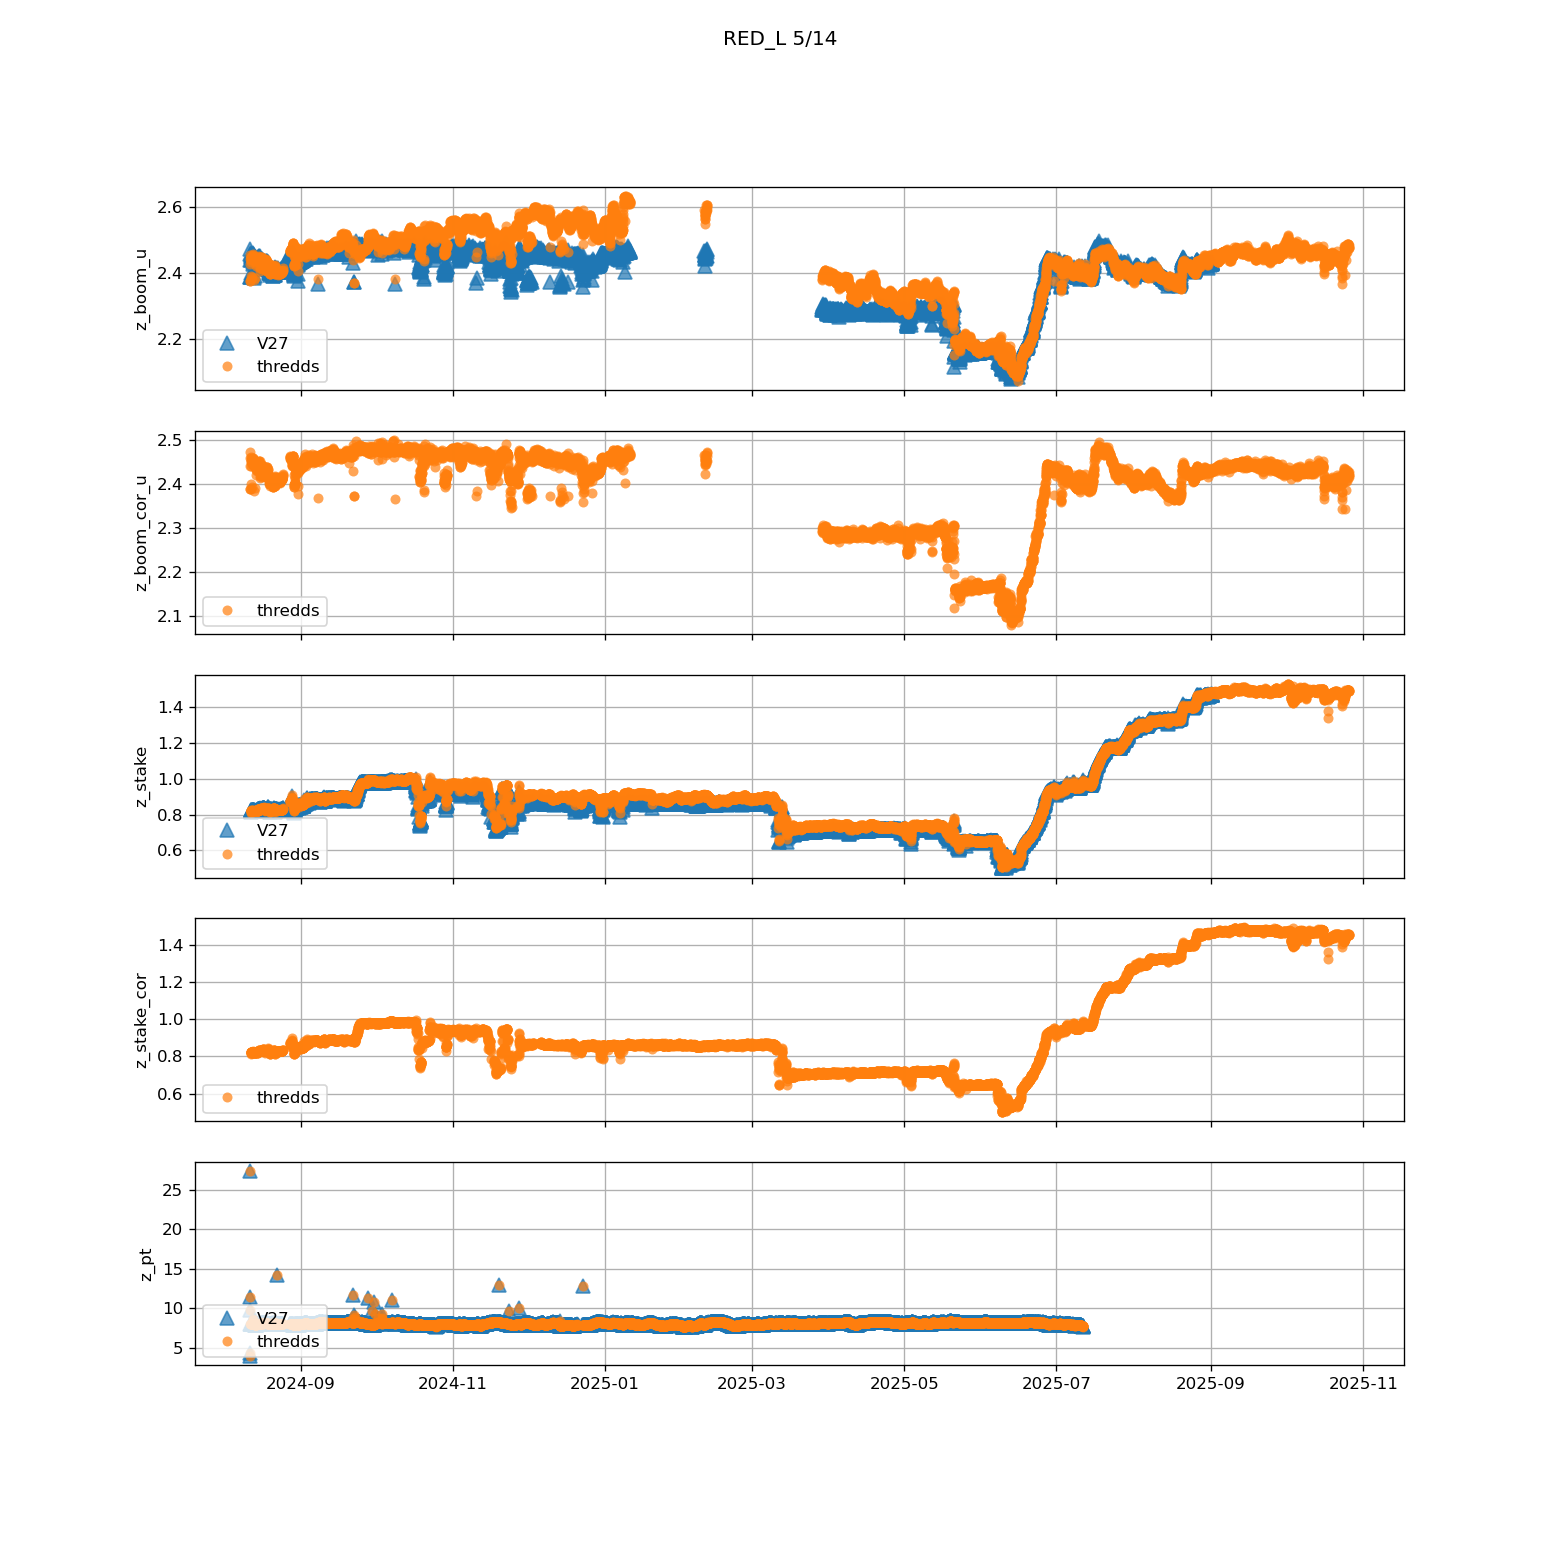 RED_L 5/14
2.6
2.4
2.2
z_boom_u
V27
thredds
2.5
2.4
2.3
2.2
2.1
z_boom_cor_u
thredds
1.4
1.2
1.0
0.8
0.6
z_stake
V27
thredds
1.4
1.2
1.0
0.8
0.6
z_stake_cor
thredds
25
20
15
10
5
z_pt
V27
thredds
2024-09 2024-11 2025-01 2025-03 2025-05 2025-07 2025-09 2025-11